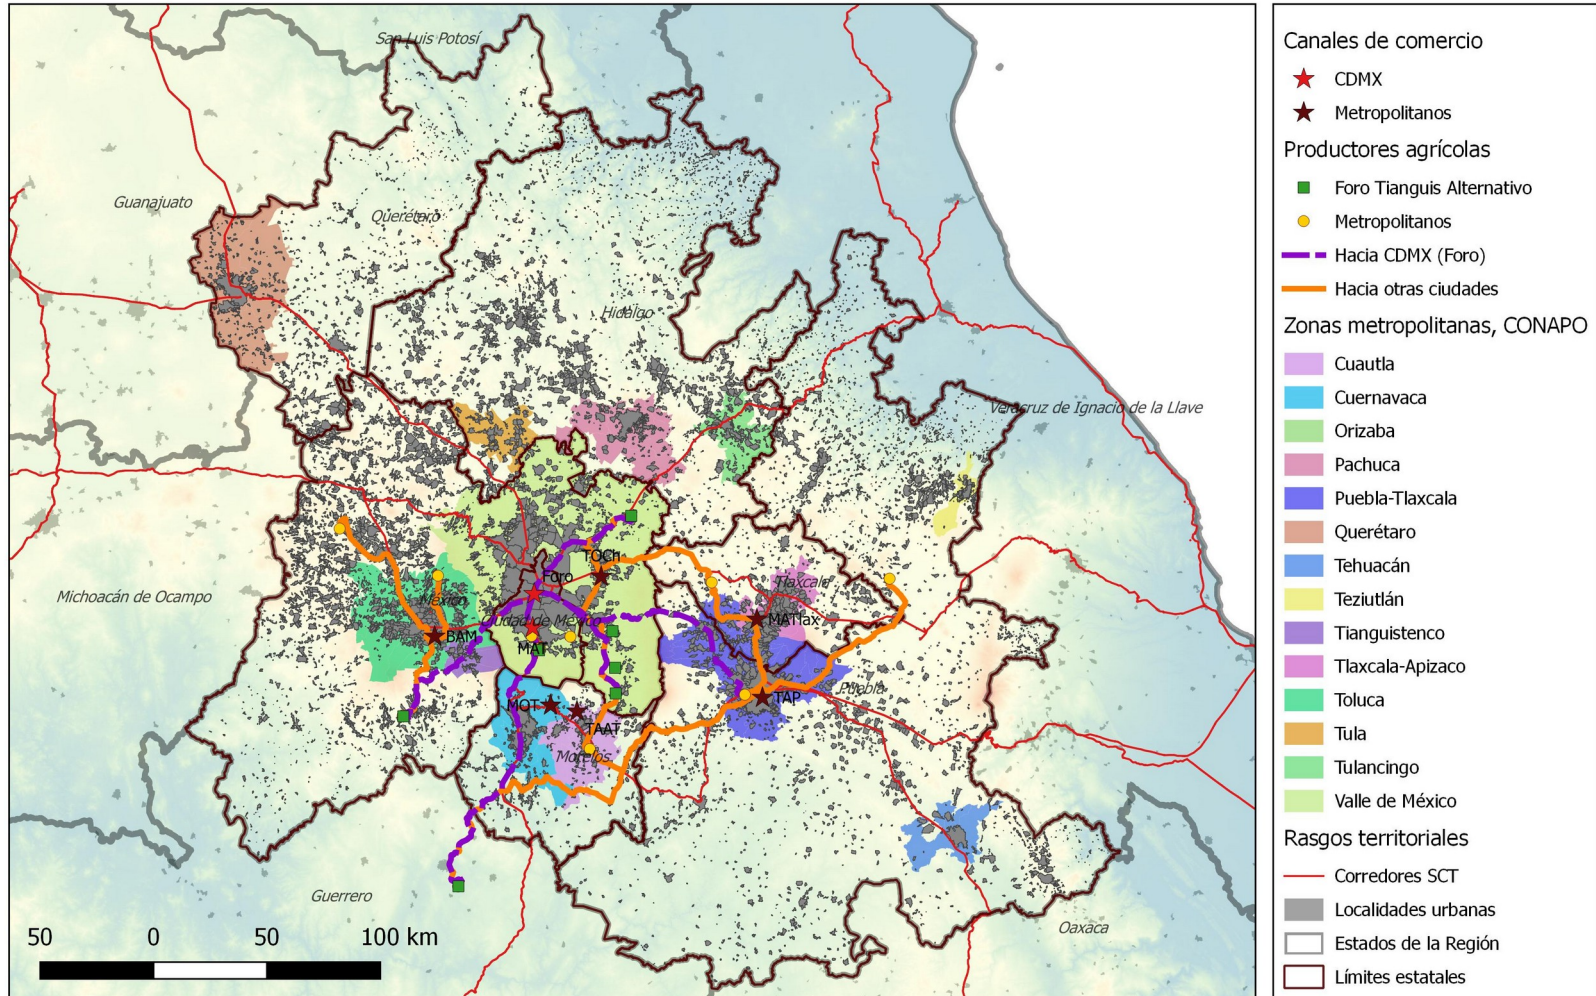 San Luis Potosí
Guanajuato
Querétaro
Hidalgo
Veracruz de Ignacio de la Llave
TOCh
Foro
Michoacán de Ocampo
México
Tlaxcala
Ciudad de México
MATlax
BAM
MAT
Puebla
TAP
MOT
TAAT
Morelos
Guerrero
Oaxaca
50 0 50 100 km
Canales de comercio
CDMX
Metropolitanos
Productores agrícolas
Foro Tianguis Alternativo
Metropolitanos
Hacia CDMX (Foro)
Hacia otras ciudades
Zonas metropolitanas, CONAPO
Cuautla
Cuernavaca
Orizaba
Pachuca
Puebla-Tlaxcala
Querétaro
Tehuacán
Teziutlán
Tianguistenco
Tlaxcala-Apizaco
Toluca
Tula
Tulancingo
Valle de México
Rasgos territoriales
Corredores SCT
Localidades urbanas
Estados de la Región
Límites estatales